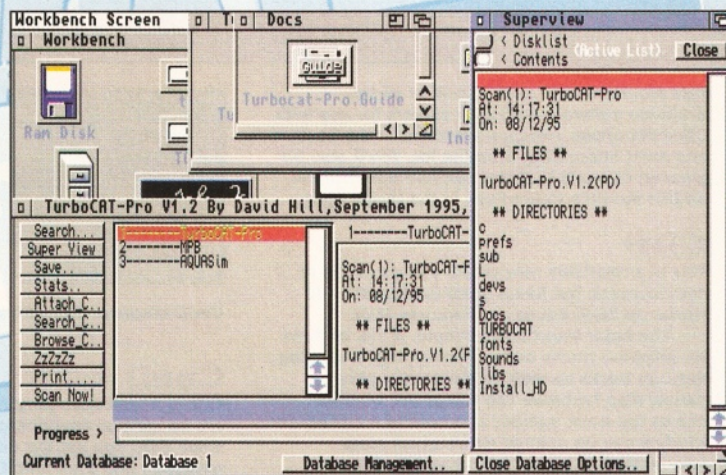 Workbench Screen
Workbench
Ram Disk
Docs
Guide
Turbocat-Pro.Guide
Superview
< Disklist
< Contents
(Active List)
Close
Scan(1): TurboCAT-Pro
At: 14:17:31
On: 08/12/95
** FILES **
TurboCAT-Pro.V1.2(PD)
** DIRECTORIES **
c
prefs
sub
L
devs
s
Docs
TURBOCAT
fonts
Sounds
libs
Install_HD
TurboCAT-Pro V1.2 By David Hill,September 1995,
Search...
Super View
Save..
Stats..
Attach_C..
Search_C..
Browse_C..
ZzZzZz
Print....
Scan Now!
1---------TurboCAT-Pro
2---------MPB
3---------AQUASim
1---------TurboCAT-
Scan(1): TurboCAT-P
At: 14:17:31
On: 08/12/95
** FILES **
TurboCAT-Pro.V1.2(P
** DIRECTORIES **
Progress >
Current Database: Database 1
Database Management..
Close Database Options..